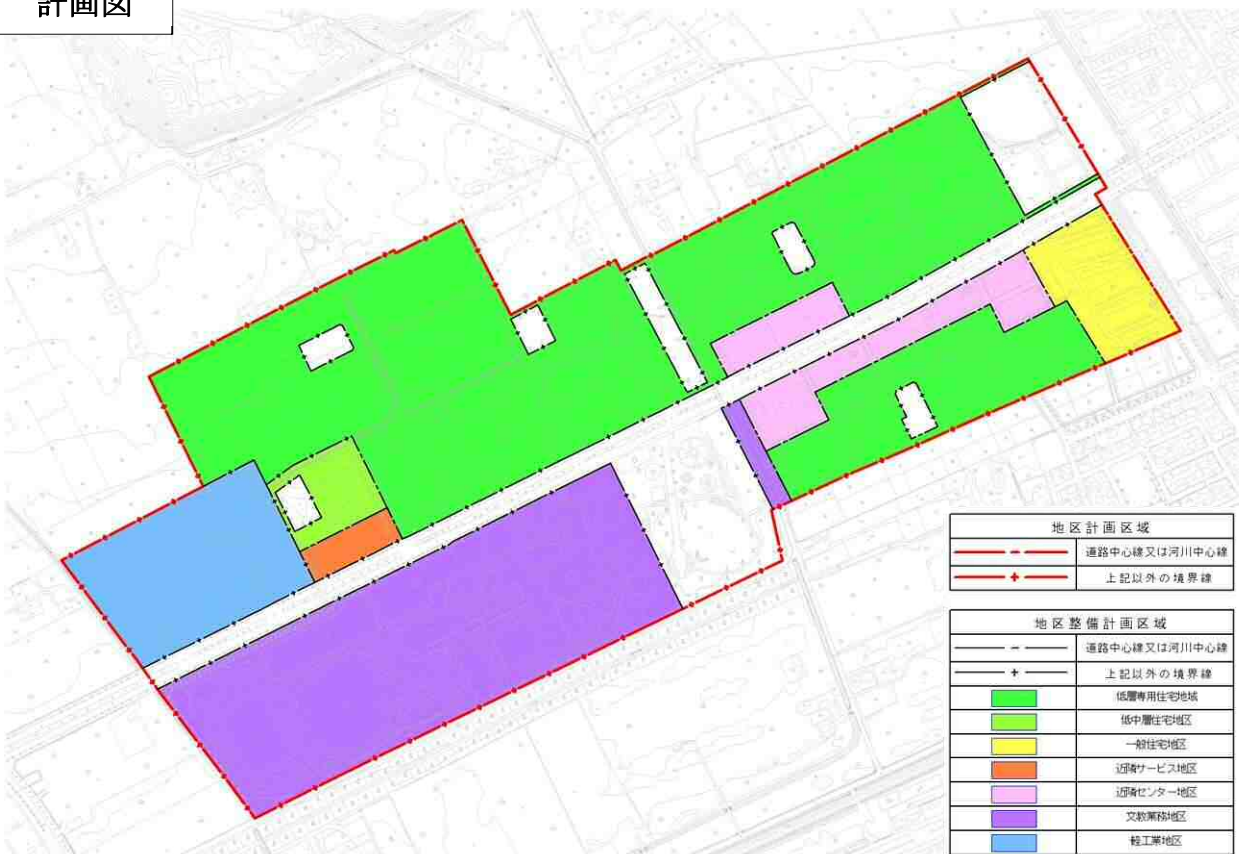 計画図
地区計画区域
道路中心線又は河川中心線
上記以外の境界線
地区整備計画区域
道路中心線又は河川中心線
上記以外の境界線
低層専用住宅地域
低中層住宅地区
一般住宅地区
近隣サービス地区
近隣センター地区
文教業務地区
軽工業地区